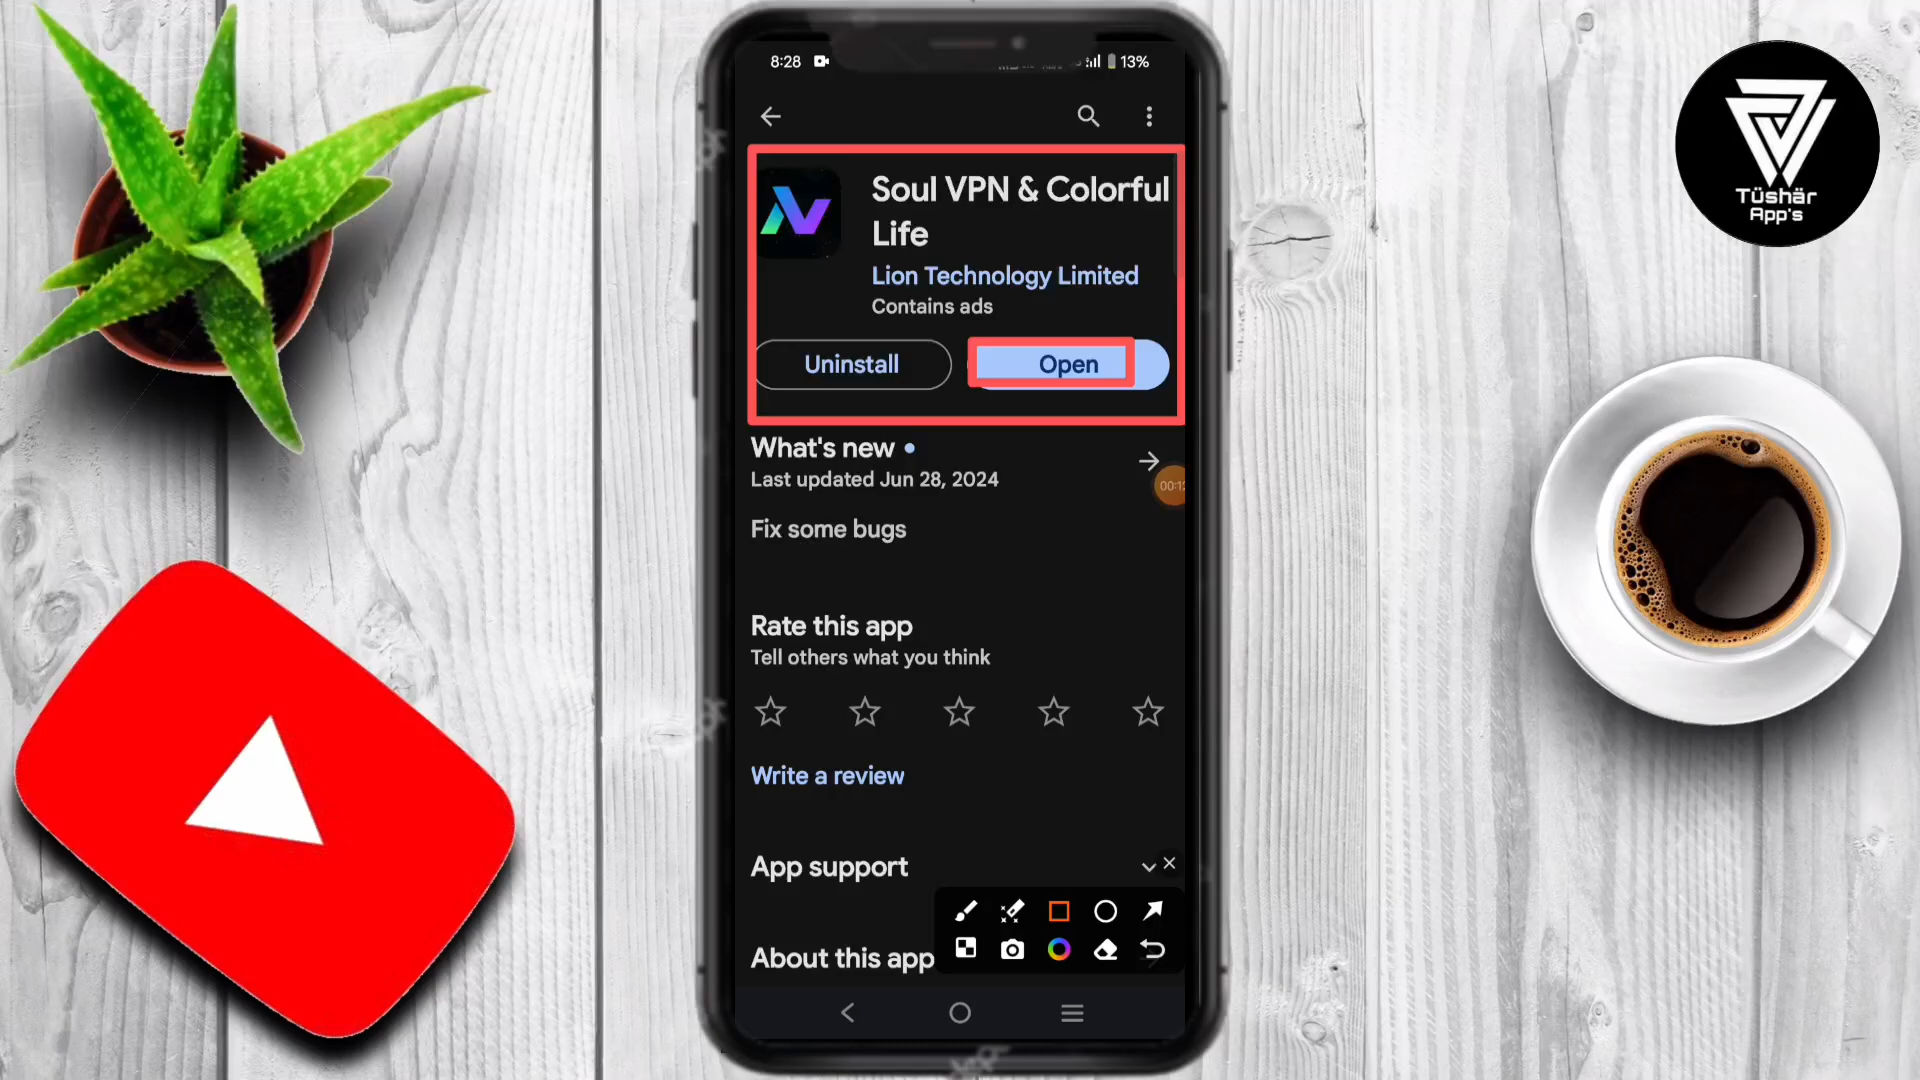 8:28
13%
Soul VPN & Colorful
Life
Lion Technology Limited
Contains ads
Uninstall
Open
What's new
Last updated Jun 28, 2024
00:12
Fix some bugs
Rate this app
Tell others what you think
Write a review
App support
About this app
Tüshär
App's